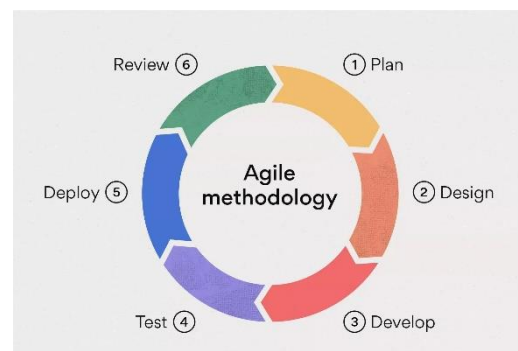 Agile
methodology
1 Plan
2 Design
3 Develop
Test 4
Deploy 5
Review 6